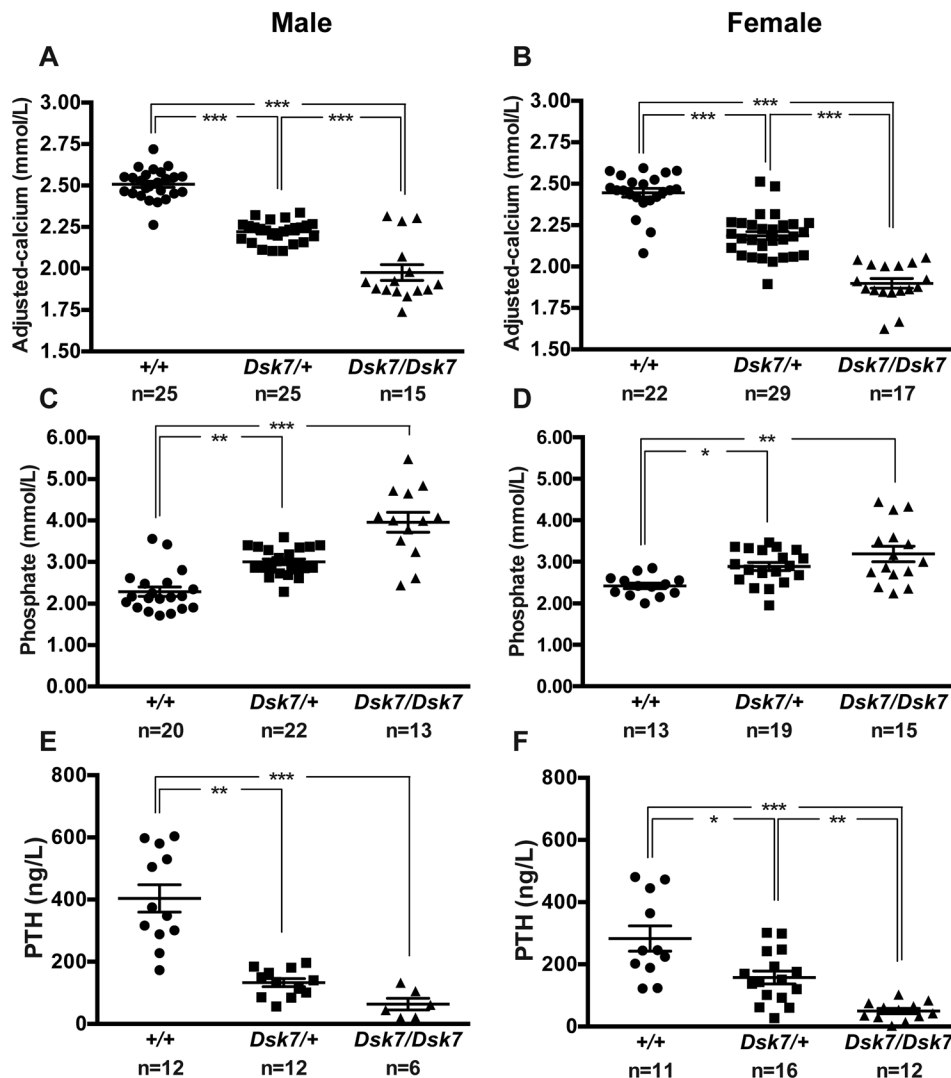 Male Female
A B
Adjusted-calcium (mmol/L)
3.00
2.75
2.50
2.25
2.00
1.75
1.50
***
*** ***
+/+ Dsk7/+ Dsk7/Dsk7
n=25 n=25 n=15
Adjusted-calcium (mmol/L)
3.00
2.75
2.50
2.25
2.00
1.75
1.50
***
*** ***
+/+ Dsk7/+ Dsk7/Dsk7
n=22 n=29 n=17
C D
Phosphate (mmol/L)
6.00
5.00
4.00
3.00
2.00
1.00
0.00
***
**
+/+ Dsk7/+ Dsk7/Dsk7
n=20 n=22 n=13
Phosphate (mmol/L)
6.00
5.00
4.00
3.00
2.00
1.00
0.00
**
*
+/+ Dsk7/+ Dsk7/Dsk7
n=13 n=19 n=15
E F
PTH (ng/L)
800
600
400
200
0
***
**
+/+ Dsk7/+ Dsk7/Dsk7
n=12 n=12 n=6
PTH (ng/L)
800
600
400
200
0
***
* **
+/+ Dsk7/+ Dsk7/Dsk7
n=11 n=16 n=12